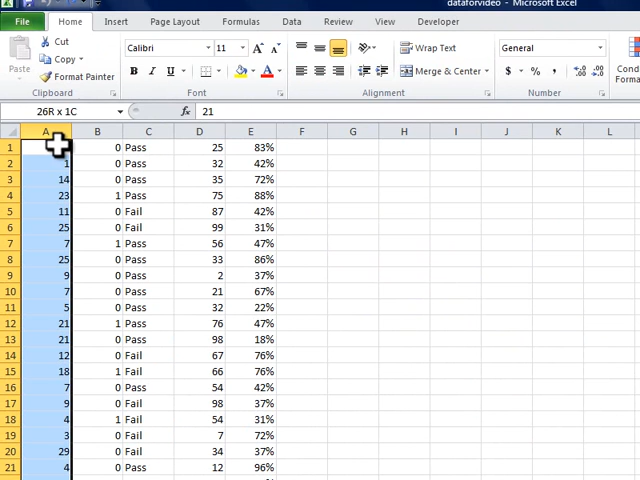 dataforvideo - Microsoft Excel
File Home Insert Page Layout Formulas Data Review View Developer
Paste Cut Calibri 11 A A Wrap Text General
Copy
Format Painter B I U A Merge & Center $ % , Cond
Forma
Clipboard Font Alignment Number
26R x 1C fx 21
A B C D E F G H I J K L
1 0 Pass 25 83%
2 1 0 Pass 32 42%
3 14 0 Pass 35 72%
4 23 1 Pass 75 88%
5 11 0 Fail 87 42%
6 25 0 Fail 99 31%
7 7 1 Pass 56 47%
8 25 0 Pass 33 86%
9 9 0 Pass 2 37%
10 7 0 Pass 21 67%
11 5 0 Pass 32 22%
12 21 1 Pass 76 47%
13 21 0 Pass 98 18%
14 12 0 Fail 67 76%
15 18 1 Fail 66 76%
16 7 0 Pass 54 42%
17 9 0 Fail 98 37%
18 4 1 Fail 54 31%
19 3 0 Fail 7 72%
20 29 0 Fail 34 37%
21 4 0 Pass 12 96%